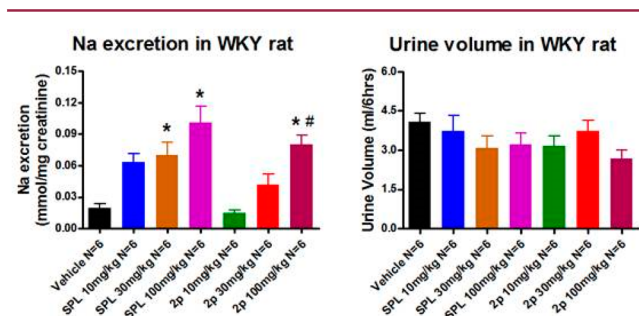 Na excretion in WKY rat
Na excretion
(mmol/mg creatinine)
0.15
0.12
0.09
0.06
0.03
0.00
*
*
* #
Vehicle N=6
SPL 10mg/kg N=6
SPL 30mg/kg N=6
SPL 100mg/kg N=6
2p 10mg/kg N=6
2p 30mg/kg N=6
2p 100mg/kg N=6
Urine volume in WKY rat
Urine Volume (ml/6hrs)
6.0
4.5
3.0
1.5
0.0
Vehicle N=6
SPL 10mg/kg N=6
SPL 30mg/kg N=6
SPL 100mg/kg N=6
2p 10mg/kg N=6
2p 30mg/kg N=6
2p 100mg/kg N=6